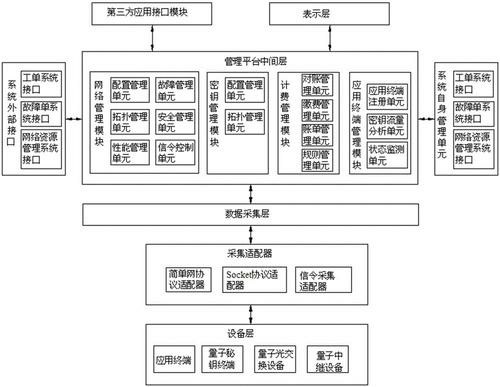 第三方应用接口模块
表示层
系统外部接口
工单系统
接口
故障单系
统接口
网络资源
管理系统
接口
管理平台中间层
网络管理模块
配置管理
单元
故障管理
单元
拓扑管理
单元
安全管理
单元
性能管理
单元
信令控制
单元
密钥管理模块
配置管理
单元
拓扑管理
单元
计费管理模块
对账管
理单元
缴费管
理单元
账单管
理单元
规则管
理单元
应用终端管理模块
应用终端
注册单元
密钥流量
分析单元
状态监测
单元
系统自身管理单元
工单系统
接口
故障单系
统接口
网络资源
管理系统
接口
数据采集层
采集适配器
简单网协
议适配器
Socket协议适
配器
信令采集
适配器
设备层
应用终端
量子秘
钥终端
量子光交
换设备
量子中
继设备